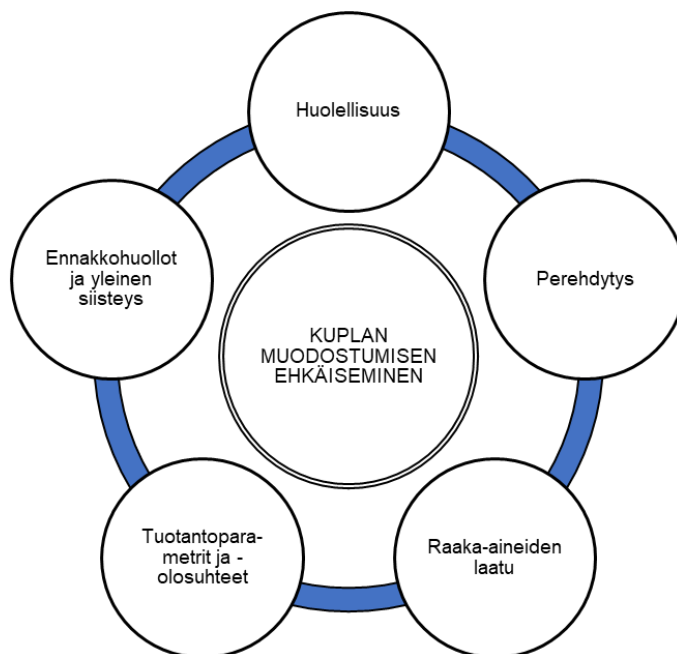 Huolellisuus
Perehdytys
Raaka-aineiden
laatu
Tuotantopara-
metrit ja -
olosuhteet
Ennakkohuollot
ja yleinen
siisteys
KUPLAN
MUODOSTUMISEN
EHKÄISEMINEN